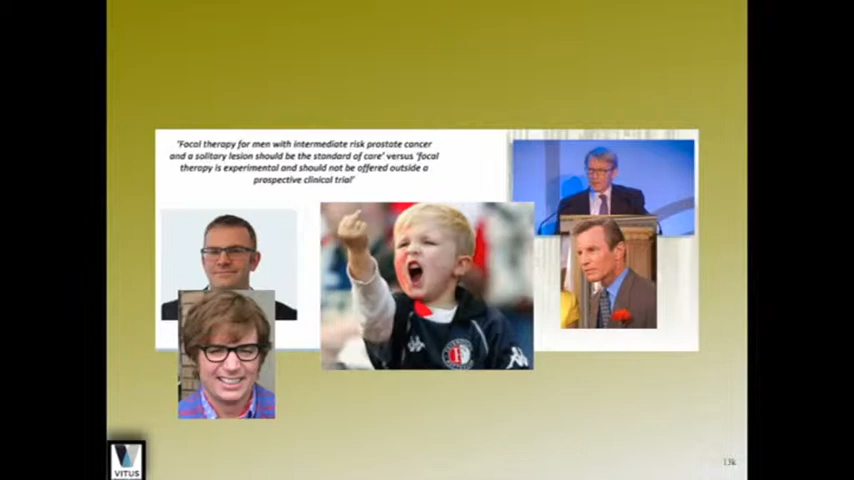 'Focal therapy for men with intermediate risk prostate cancer
and a solitary lesion should be the standard of care' versus 'focal
therapy is experimental and should not be offered outside a
prospective clinical trial'
VITUS